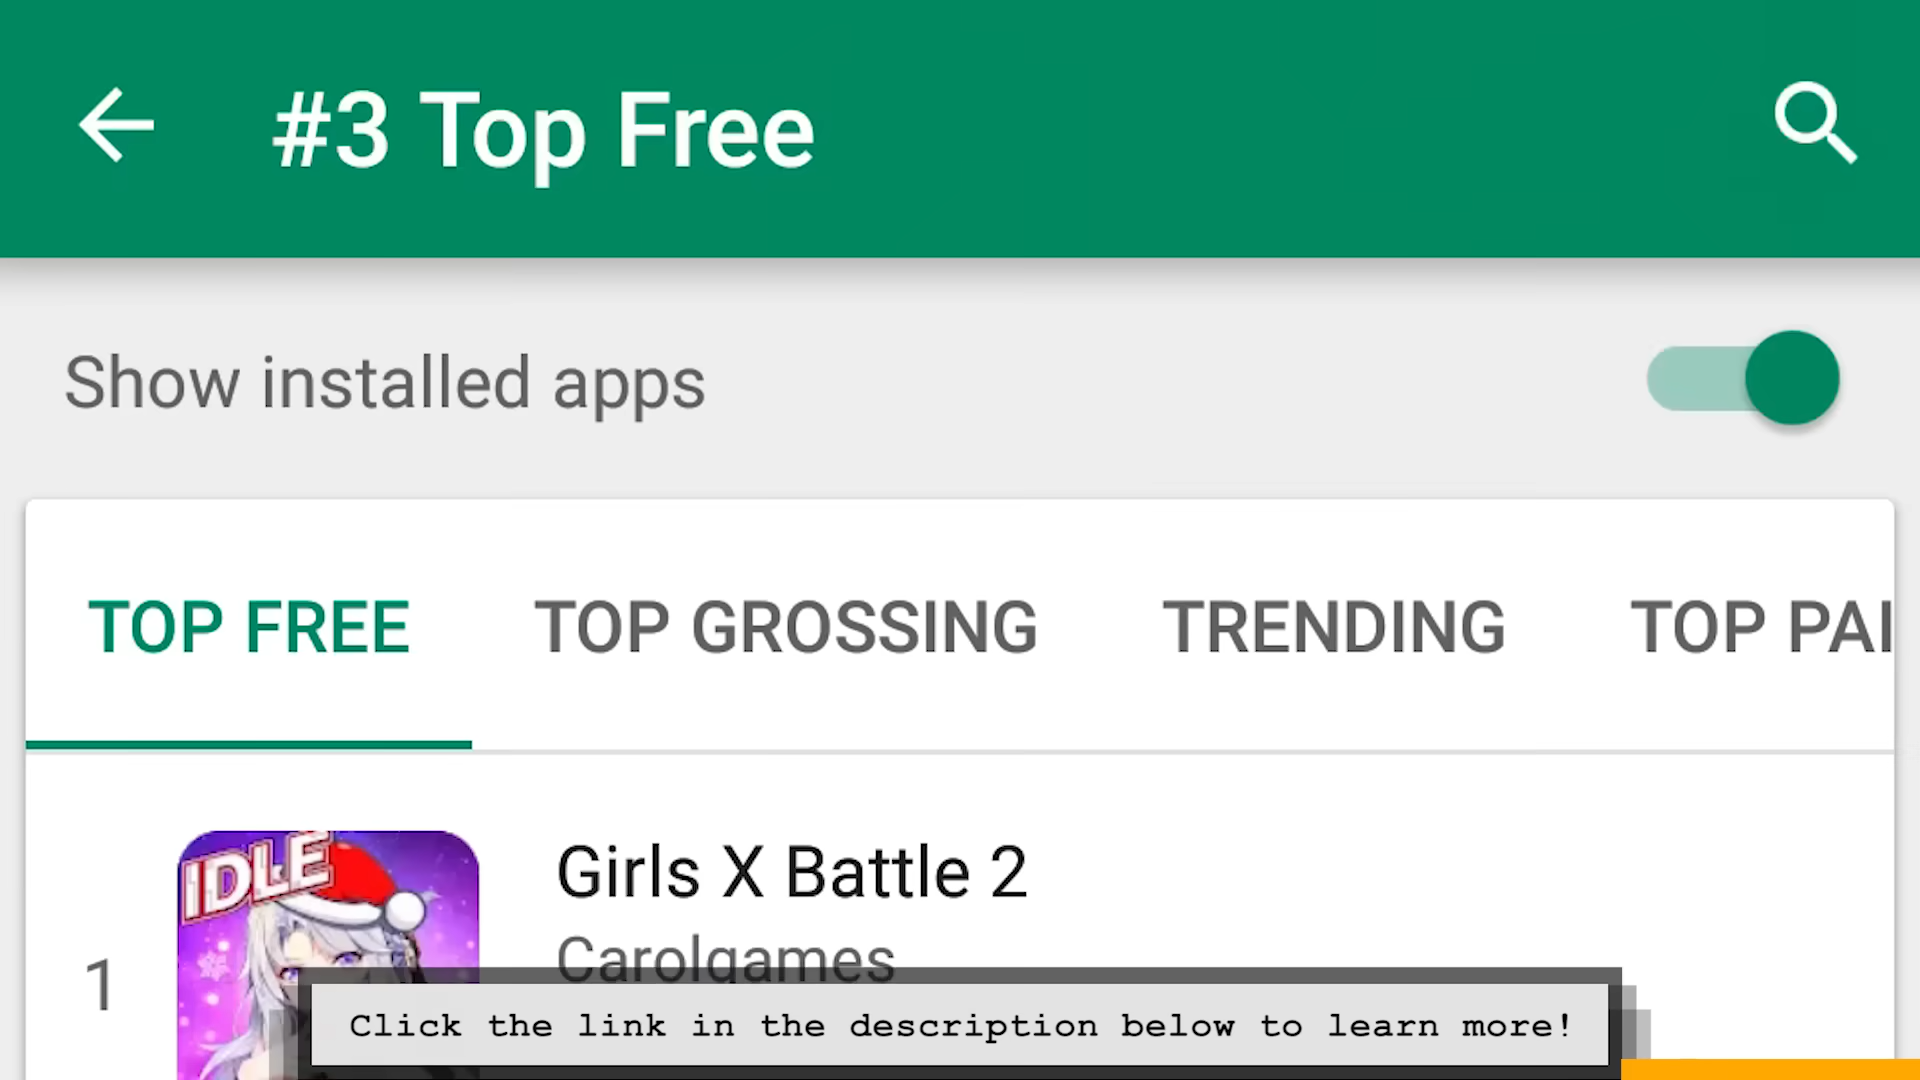 #3 Top Free
Show installed apps
TOP FREE TOP GROSSING TRENDING TOP PAI
IDLE
Girls X Battle 2
Carolgames
1
Click the link in the description below to learn more!